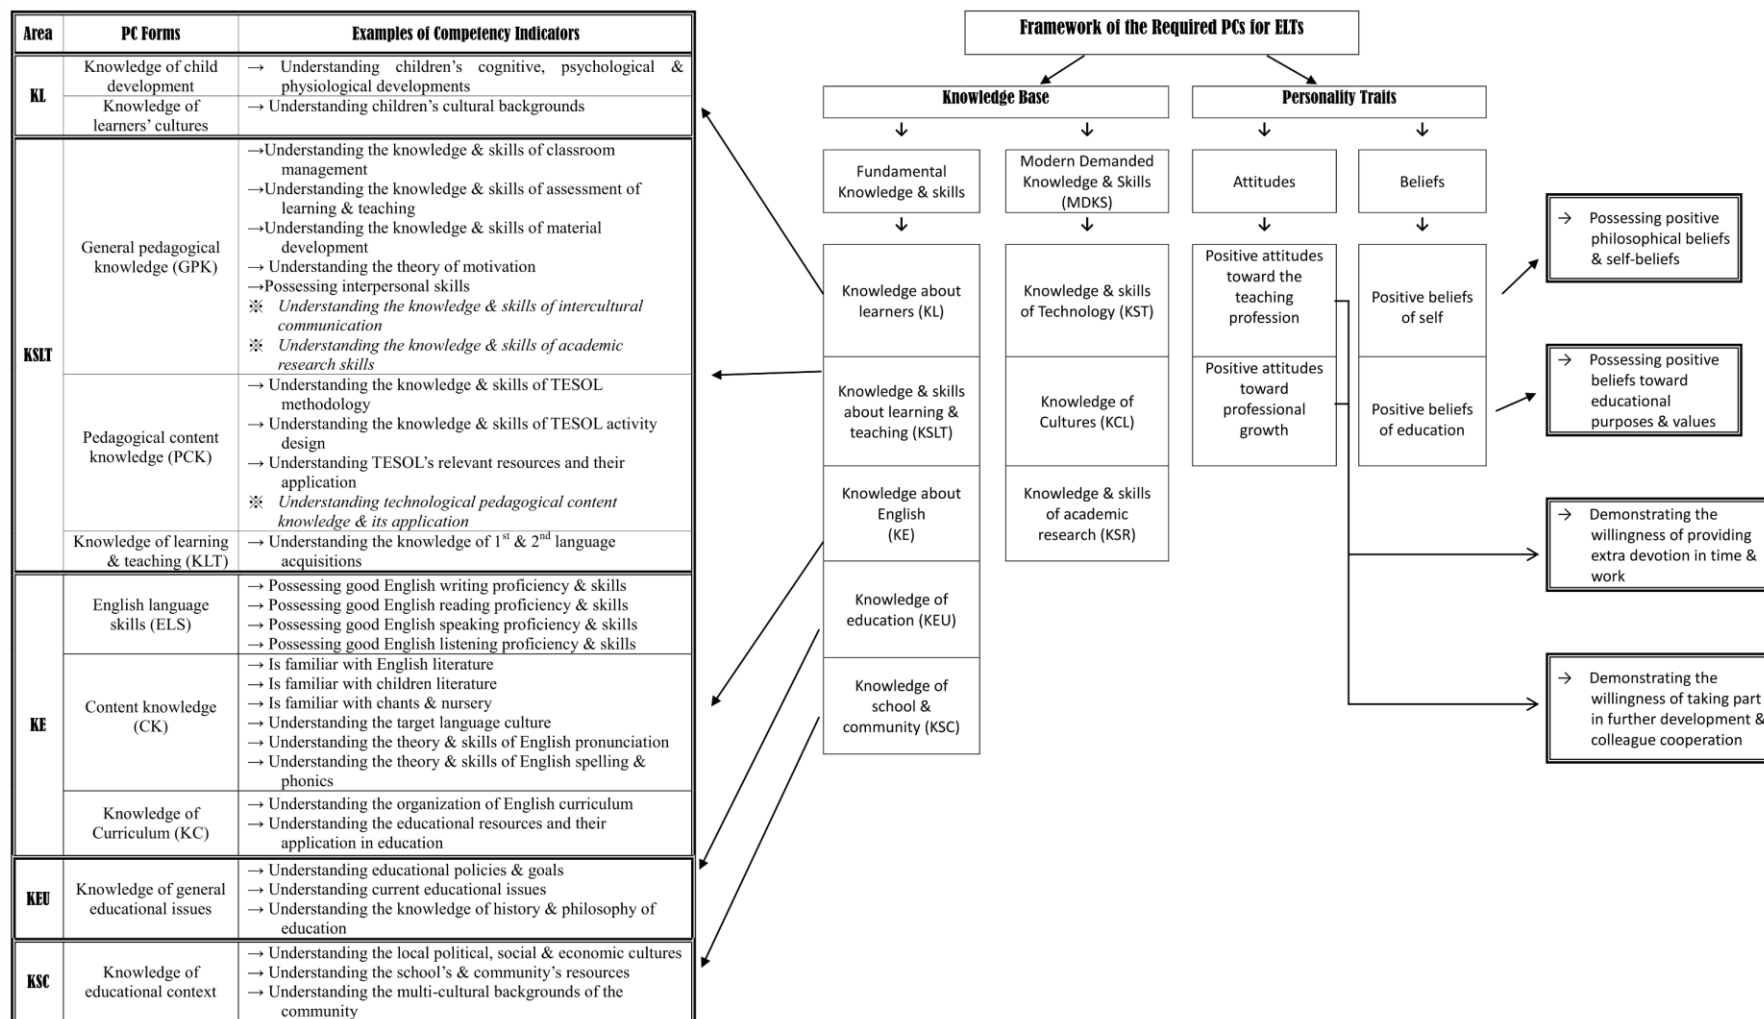 Area PC Forms Examples of Competency Indicators
KL
Knowledge of child
development
→ Understanding children's cognitive, psychological &
physiological developments
Knowledge of
learners' cultures
→ Understanding children's cultural backgrounds
KSLT
General pedagogical
knowledge (GPK)
→Understanding the knowledge & skills of classroom
management
→Understanding the knowledge & skills of assessment of
learning & teaching
→Understanding the knowledge & skills of material
development
→ Understanding the theory of motivation
→Possessing interpersonal skills
※ Understanding the knowledge & skills of intercultural
communication
※ Understanding the knowledge & skills of academic
research skills
Pedagogical content
knowledge (PCK)
→ Understanding the knowledge & skills of TESOL
methodology
→ Understanding the knowledge & skills of TESOL activity
design
→ Understanding TESOL's relevant resources and their
application
※ Understanding technological pedagogical content
knowledge & its application
Knowledge of learning
& teaching (KLT)
→ Understanding the knowledge of 1st & 2nd language
acquisitions
KE
English language
skills (ELS)
→ Possessing good English writing proficiency & skills
→ Possessing good English reading proficiency & skills
→ Possessing good English speaking proficiency & skills
→ Possessing good English listening proficiency & skills
Content knowledge
(CK)
→ Is familiar with English literature
→ Is familiar with children literature
→ Is familiar with chants & nursery
→ Understanding the target language culture
→ Understanding the theory & skills of English pronunciation
→ Understanding the theory & skills of English spelling &
phonics
Knowledge of
Curriculum (KC)
→ Understanding the organization of English curriculum
→ Understanding the educational resources and their
application in education
KEU
Knowledge of general
educational issues
→ Understanding educational policies & goals
→ Understanding current educational issues
→ Understanding the knowledge of history & philosophy of
education
KSC
Knowledge of
educational context
→ Understanding the local political, social & economic cultures
→ Understanding the school's & community's resources
→ Understanding the multi-cultural backgrounds of the
community
Framework of the Required PCs for ELTs
Knowledge Base
Personality Traits
Fundamental
Knowledge & skills
Modern Demanded
Knowledge & Skills
(MDKS)
Attitudes
Beliefs
Knowledge about
learners (KL)
Knowledge & skills
about learning &
teaching (KSLT)
Knowledge about
English
(KE)
Knowledge of
education (KEU)
Knowledge of
school &
community (KSC)
Knowledge & skills
of Technology (KST)
Knowledge of
Cultures (KCL)
Knowledge & skills
of academic
research (KSR)
Positive attitudes
toward the
teaching
profession
Positive attitudes
toward
professional
growth
Positive beliefs
of self
Positive beliefs
of education
→ Possessing positive
philosophical beliefs
& self-beliefs
→ Possessing positive
beliefs toward
educational
purposes & values
→ Demonstrating the
willingness of providing
extra devotion in time &
work
→ Demonstrating the
willingness of taking part
in further development &
colleague cooperation